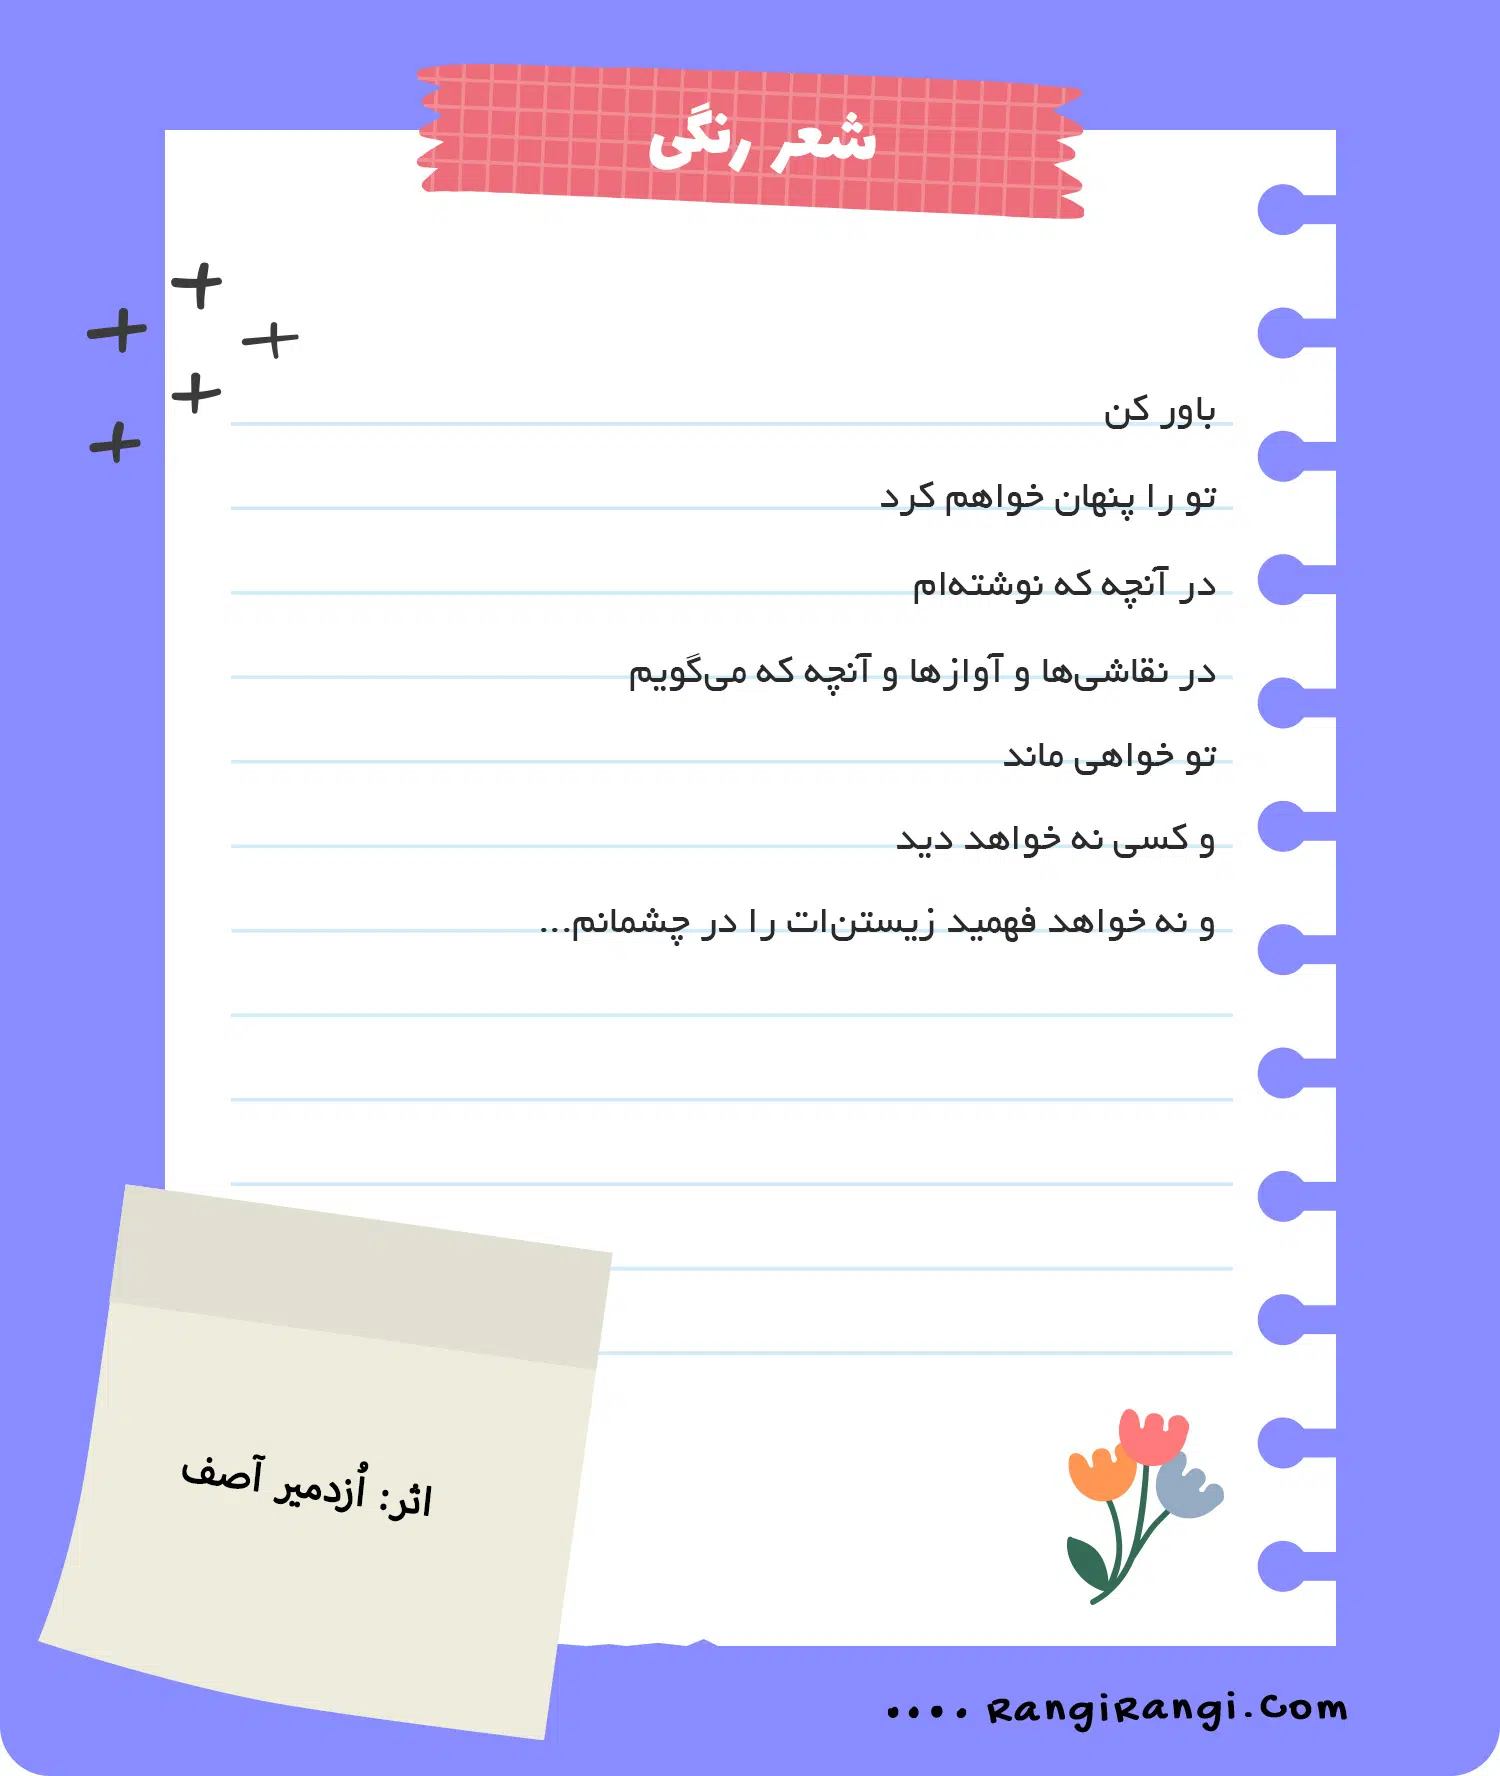 شعر رنگی
باور کن
تو را پنهان خواهم کرد
در آنچه که نوشته‌ام
در نقاشی‌ها و آوازها و آنچه که می‌گویم
تو خواهی ماند
و کسی نه خواهد دید
و نه خواهد فهمید زیستن‌ات را در چشمانم...
اثر: اُزدمیر آصف
.... RangiRangi.Com